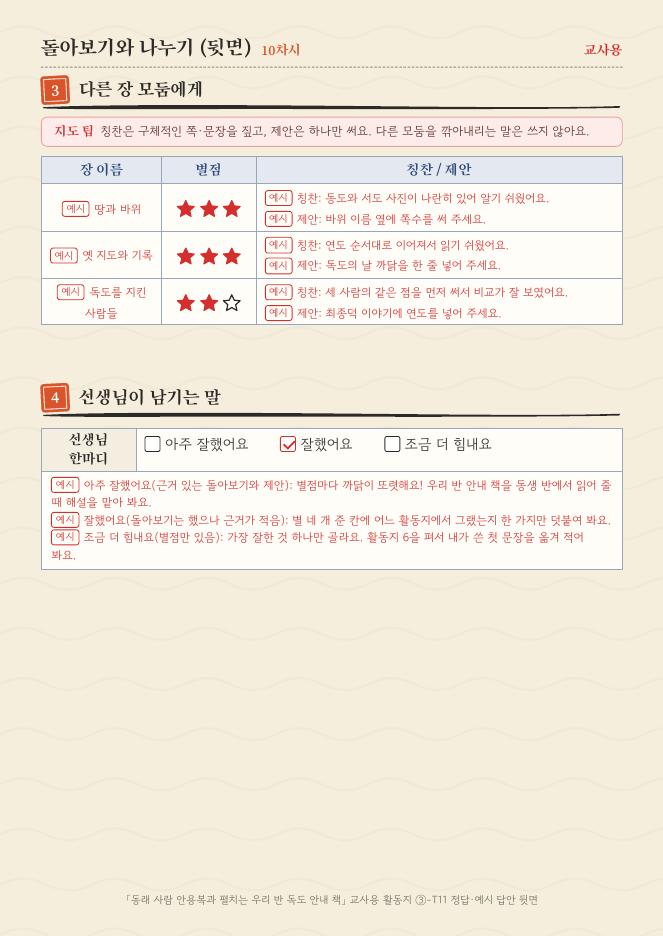 돌아보기와 나누기 (뒷면) 10차시 교사용
3 다른 장 모둠에게
지도 팁 칭찬은 구체적인 쪽·문장을 짚고, 제안은 하나만 써요. 다른 모둠을 깎아내리는 말은 쓰지 않아요.
장 이름 별점 칭찬 / 제안
예시 땅과 바위 ★★★
예시 칭찬: 동도와 서도 사진이 나란히 있어 알기 쉬웠어요.
예시 제안: 바위 이름 옆에 쪽수를 써 주세요.
예시 옛 지도와 기록 ★★★
예시 칭찬: 연도 순서대로 이어져서 읽기 쉬웠어요.
예시 제안: 독도의 날 까닭을 한 줄 넣어 주세요.
예시 독도를 지킨
사람들 ★★☆
예시 칭찬: 세 사람의 같은 점을 먼저 써서 비교가 잘 보였어요.
예시 제안: 최종덕 이야기에 연도를 넣어 주세요.
4 선생님이 남기는 말
선생님
한마디
아주 잘했어요 잘했어요 조금 더 힘내요
예시 아주 잘했어요(근거 있는 돌아보기와 제안): 별점마다 까닭이 또렷해요! 우리 반 안내 책을 동생 반에서 읽어 줄
때 해설을 맡아 봐요.
예시 잘했어요(돌아보기는 했으나 근거가 적음): 별 네 개 준 칸에 어느 활동지에서 그랬는지 한 가지만 덧붙여 봐요.
예시 조금 더 힘내요(별점만 있음): 가장 잘한 것 하나만 골라요. 활동지 6을 펴서 내가 쓴 첫 문장을 옮겨 적어
봐요.
「동래 사람 안용복과 펼치는 우리 반 독도 안내 책」 교사용 활동지 ③-T11 정답·예시 답안 뒷면